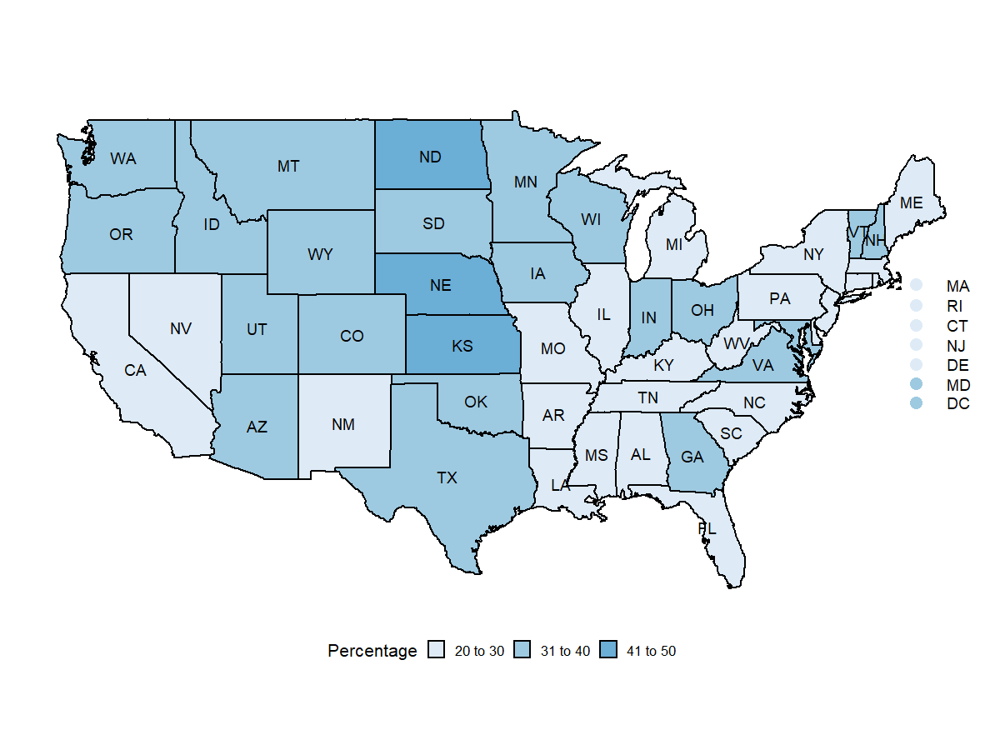 WA
MT
ND
MN
ME
OR
ID
SD
WI
VT
NH
WY
MI
NY
NE
IA
MA
PA
RI
NV
UT
CO
IL
IN
OH
CT
CA
KS
MO
WV
NJ
KY
VA
DE
AZ
NM
OK
AR
TN
NC
MD
DC
TX
MS
AL
GA
SC
LA
FL
Percentage 20 to 30 31 to 40 41 to 50